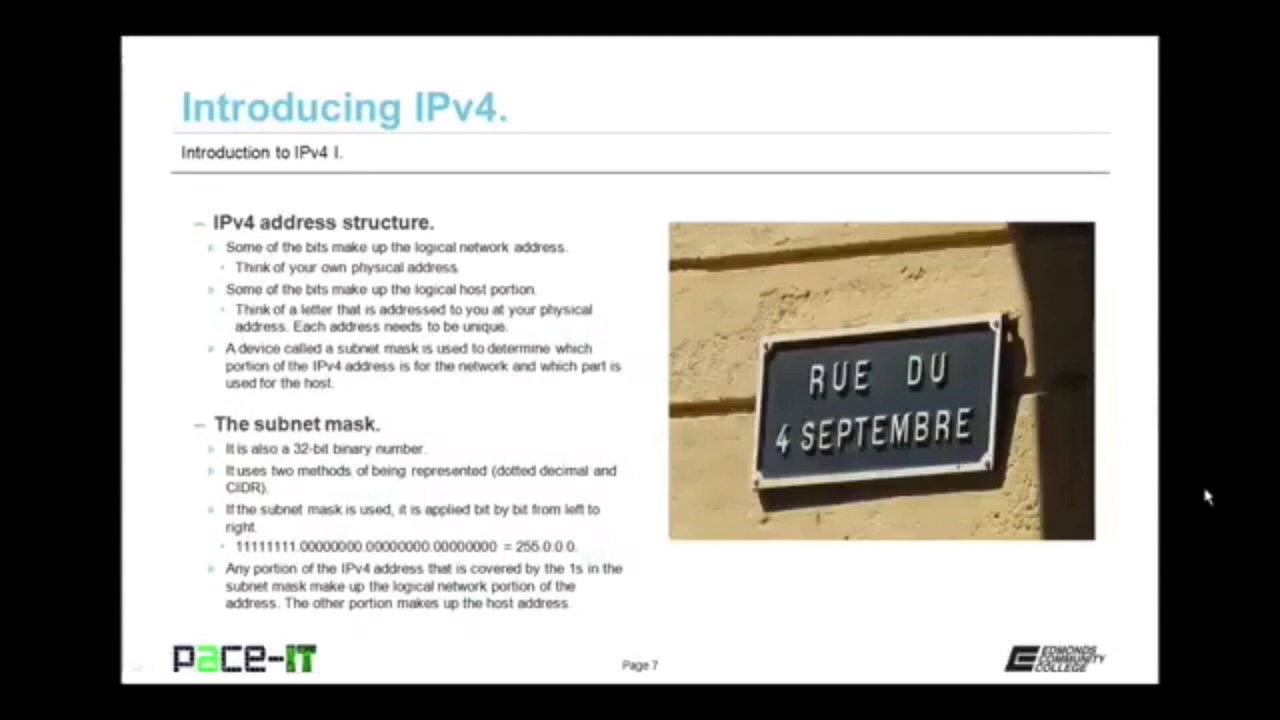 Introducing IPv4.
Introduction to IPv4 I.
– IPv4 address structure.
» Some of the bits make up the logical network address.
• Think of your own physical address.
» Some of the bits make up the logical host portion.
• Think of a letter that is addressed to you at your physical
address. Each address needs to be unique.
» A device called a subnet mask is used to determine which
portion of the IPv4 address is for the network and which part is
used for the host.
– The subnet mask.
» It is also a 32-bit binary number.
» It uses two methods of being represented (dotted decimal and
CIDR).
» If the subnet mask is used, it is applied bit by bit from left to
right.
• 11111111.00000000.00000000.00000000 = 255.0.0.0.
» Any portion of the IPv4 address that is covered by the 1s in the
subnet mask make up the logical network portion of the
address. The other portion makes up the host address.
RUE DU
4 SEPTEMBRE
pace-IT
Page 7
EDMONDS
COMMUNITY
COLLEGE